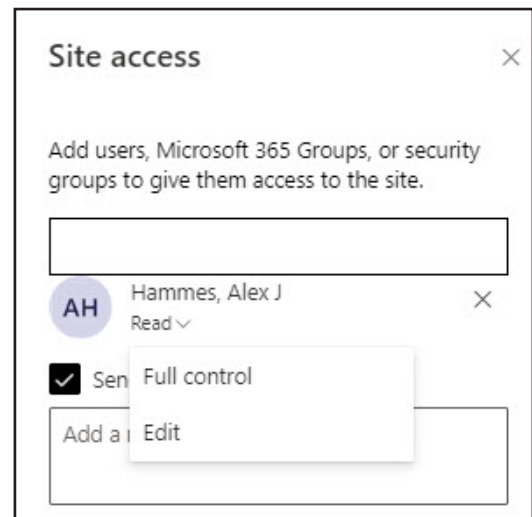 Site access
Add users, Microsoft 365 Groups, or security
groups to give them access to the site.
AH
Hammes, Alex J
Read
Sen
Full control
Add a
Edit